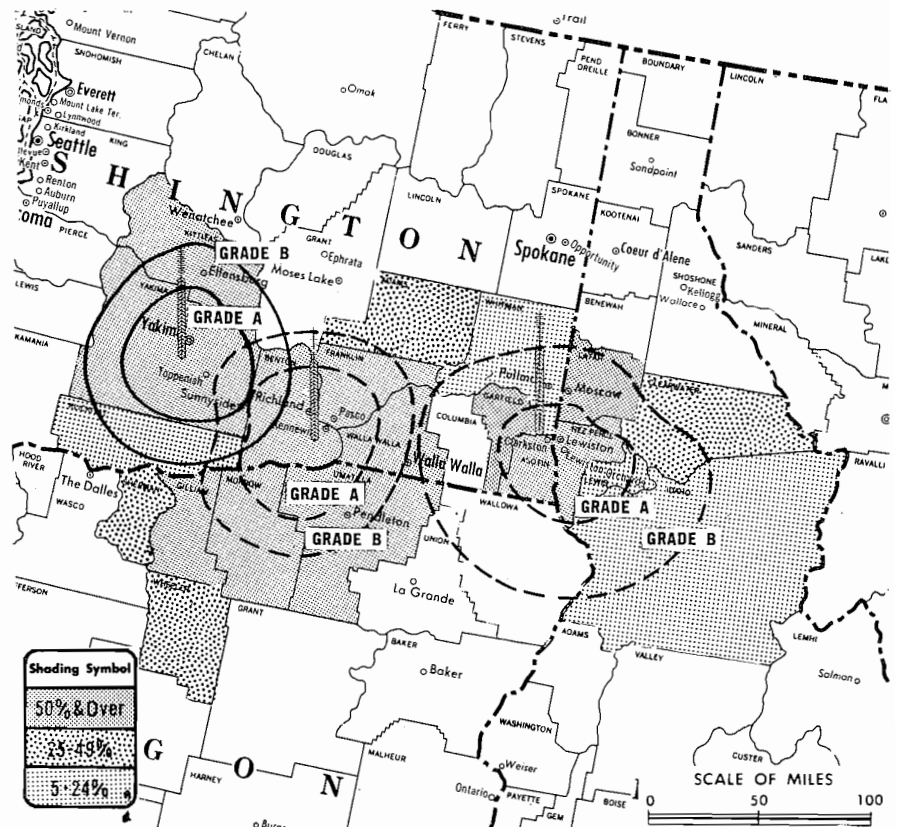 Trail
FERRY
STEVENS
PEND OREILLE
BOUNDARY
LINCOLN
Mount Vernon
SNOHOMISH
CHELAN
Omak
Everett
Mount Lake Ter.
Lynnwood
Kirkland
Seattle
KING
Kent
Renton
Auburn
Puyallup
PIERCE
DOUGLAS
BONNER
Sandpoint
S H I N G T O N
Wenatchee
KITTITAS
GRADE B
GRANT
Ephrata
Moses Lake
LINCOLN
SPOKANE
Spokane
Opportunity
KOOTENAI
Coeur d'Alene
SANDERS
SHOSHONE
Kellogg
Wallace
BENEWAH
MINERAL
LEWIS
YAKIMA
Ellensburg
GRADE A
Yakima
Toppenish
Sunnyside
ADAMS
WHITMAN
FRANKLIN
BENTON
Richland
Pasco
WALLA WALLA
COLUMBIA
GARFIELD
Moscow
CLEARWATER
Clarkston
Lewiston
ASOTIN
NEZ PERCE
LEWIS
IDAHO
RAVALLI
HOOD RIVER
The Dalles
WASCO
SHERMAN
GILLIAM
MORROW
UMATILLA
Walla Walla
GRADE A
Pendleton
GRADE B
WALLOWA
UNION
GRADE A
GRADE B
La Grande
WHEELER
GRANT
BAKER
Baker
ADAMS
VALLEY
LEMHI
Salmon
WASHINGTON
Weiser
Ontario
PAYETTE
GEM
BOISE
CUSTER
MALHEUR
HARNEY
G O N
Shading Symbol
50% & Over
25-49%
5-24%
SCALE OF MILES
0 50 100